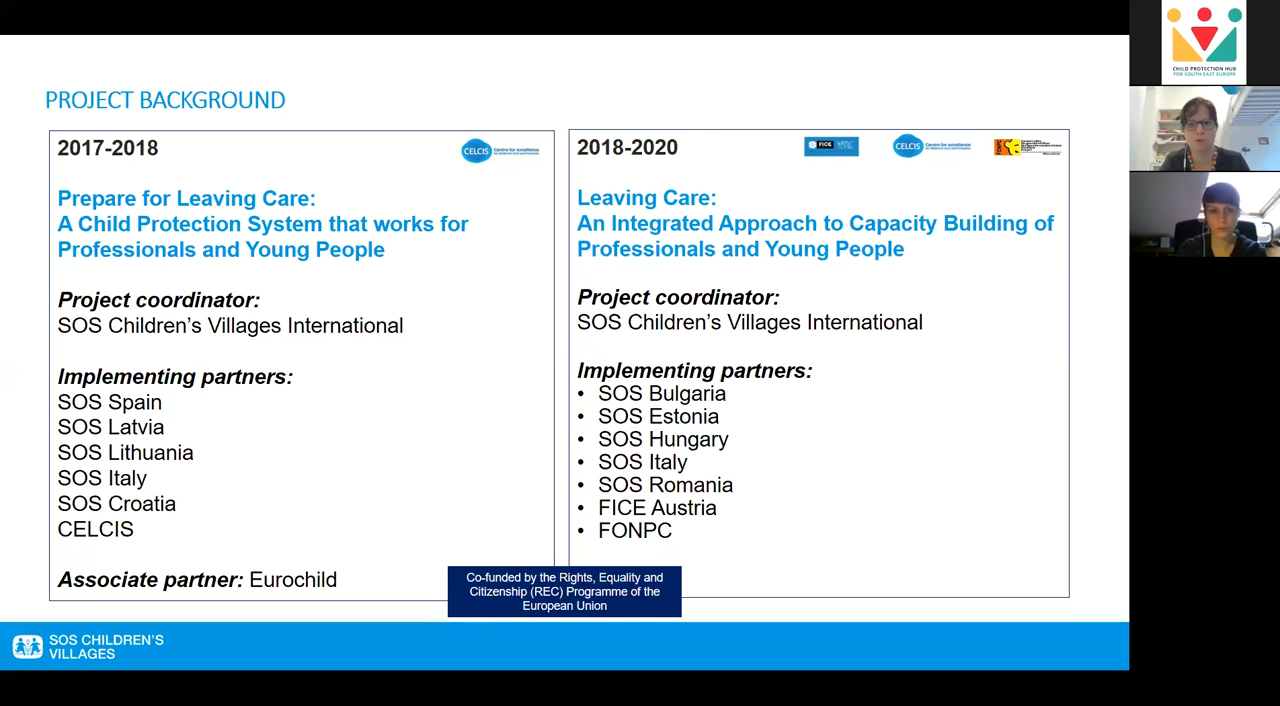 PROJECT BACKGROUND
2017-2018
CELCIS
Prepare for Leaving Care:
A Child Protection System that works for
Professionals and Young People
Project coordinator:
SOS Children's Villages International
Implementing partners:
SOS Spain
SOS Latvia
SOS Lithuania
SOS Italy
SOS Croatia
CELCIS
Associate partner: Eurochild
2018-2020
FICE
CELCIS
Leaving Care:
An Integrated Approach to Capacity Building of
Professionals and Young People
Project coordinator:
SOS Children's Villages International
Implementing partners:
• SOS Bulgaria
• SOS Estonia
• SOS Hungary
• SOS Italy
• SOS Romania
• FICE Austria
• FONPC
Co-funded by the Rights, Equality and
Citizenship (REC) Programme of the
European Union
SOS CHILDREN'S
VILLAGES
CHILD PROTECTION HUB
FOR SOUTH EAST EUROPE